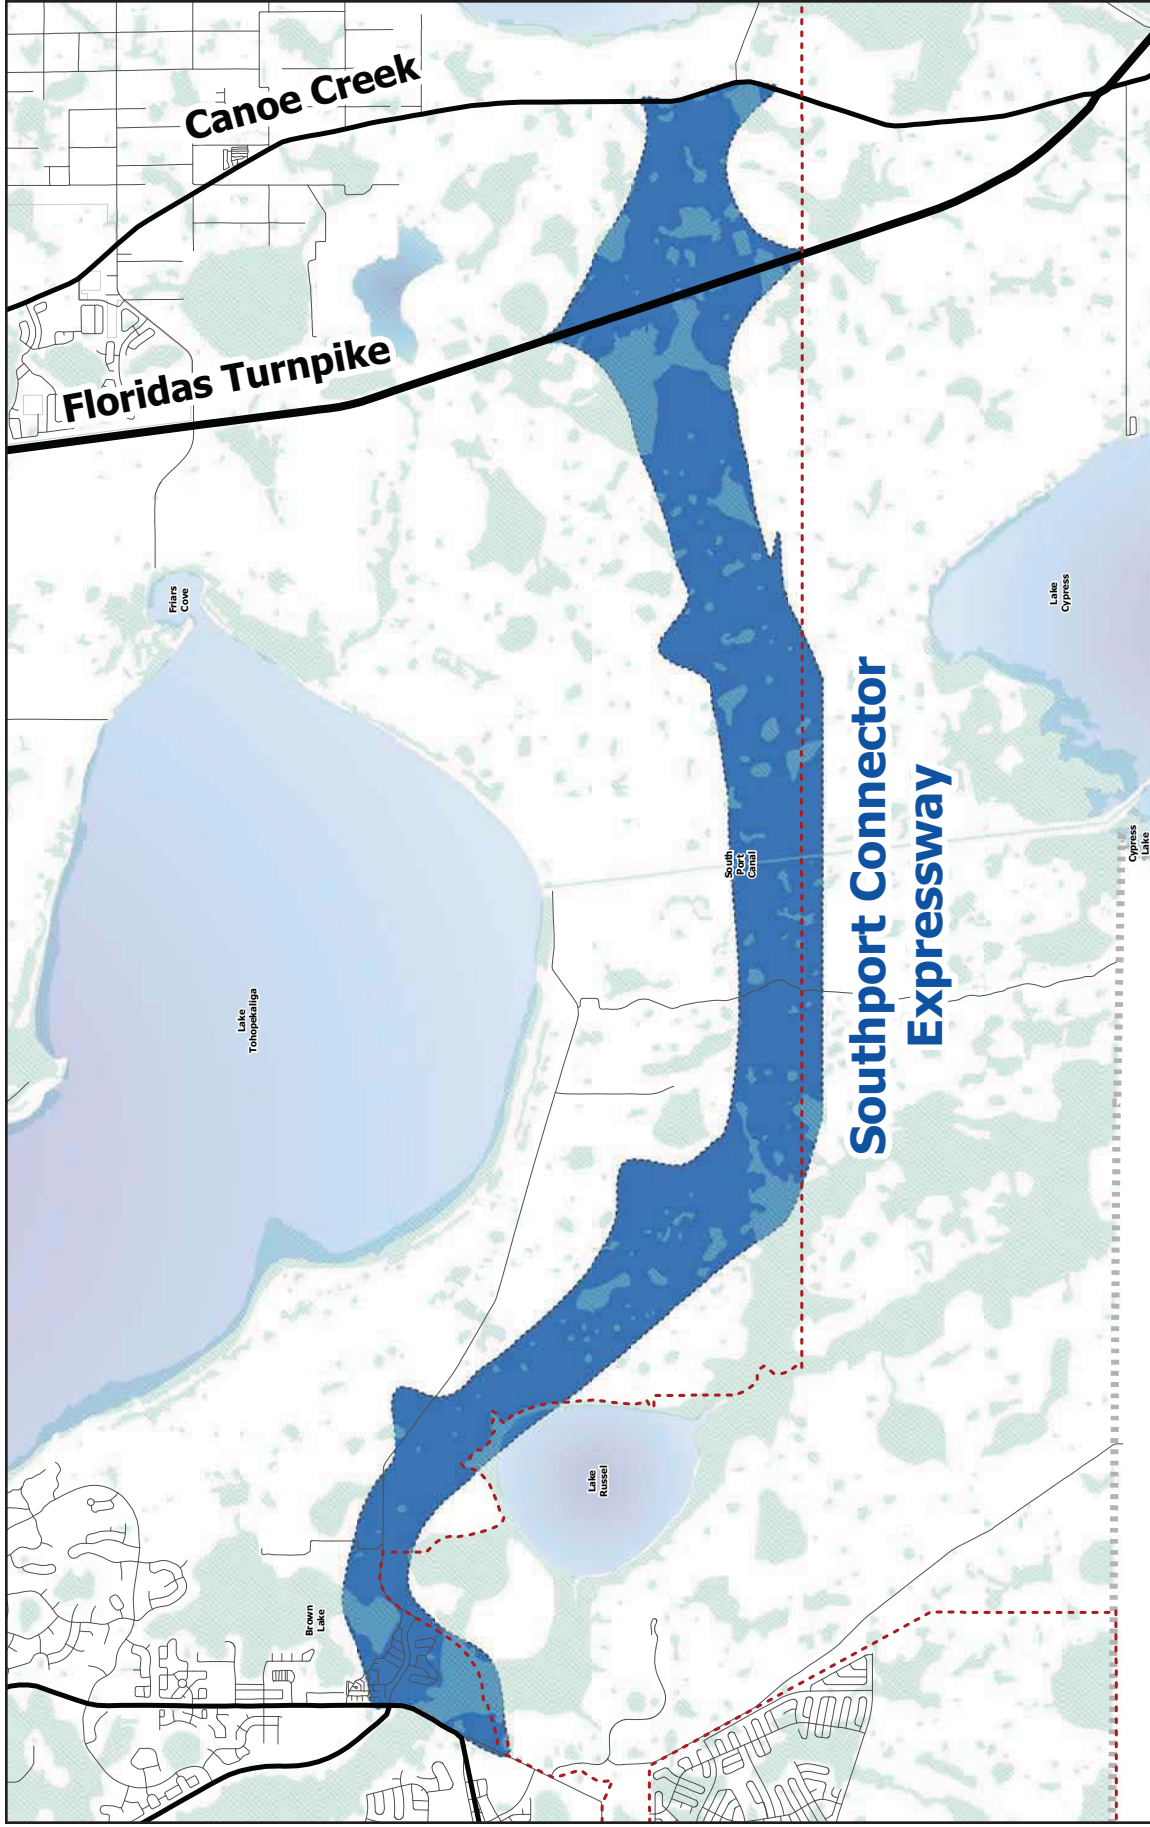 Canoe Creek
Floridas Turnpike
Friars
Cove
Lake
Cypress
Southport Connector
Expressway
South
Port
Canal
Cypress
Lake
Lake
Tohopekaliga
Lake
Russel
Brown
Lake